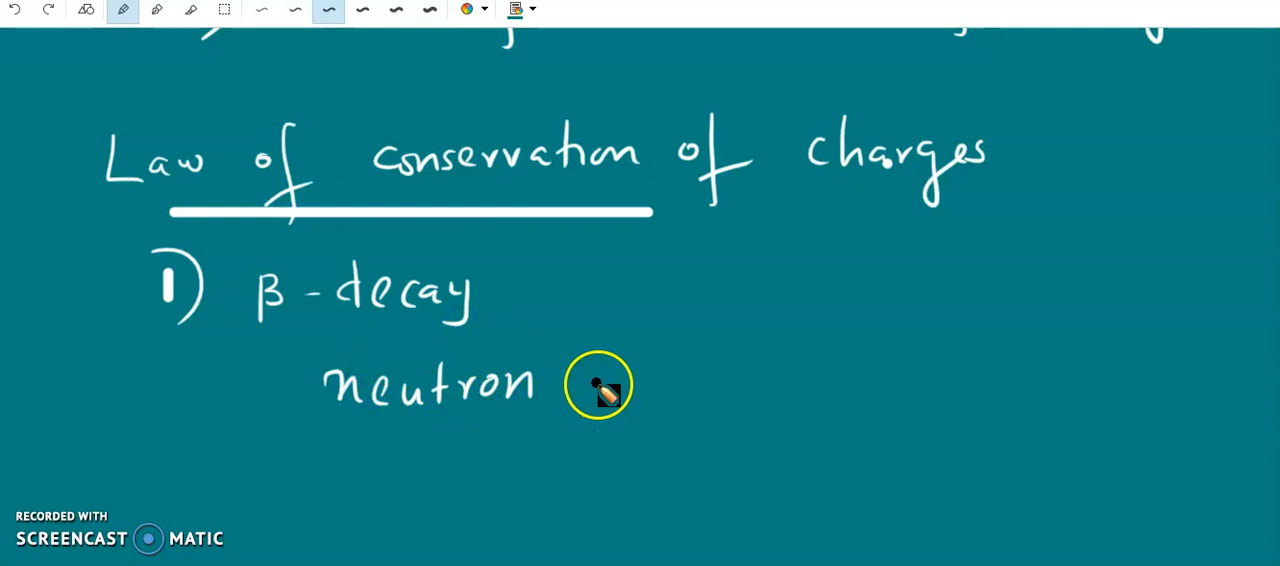 Law of conservation of charges
1) β - decay
neutron
RECORDED WITH
SCREENCAST MATIC